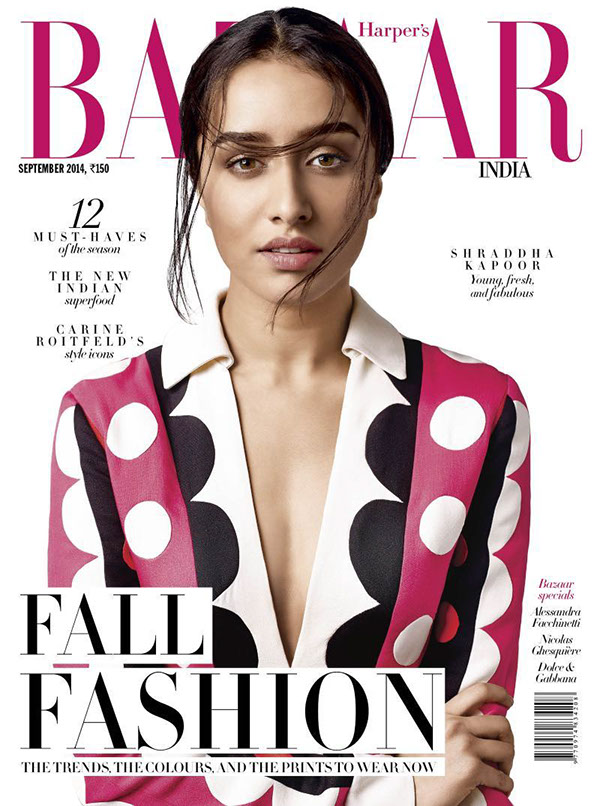 Harper's
BAZAAR
INDIA
SEPTEMBER 2014, ₹150
12
MUST-HAVES
of the season
THE NEW
INDIAN
superfood
CARINE
ROITFELD'S
style icons
SHRADDHA
KAPOOR
Young, fresh,
and fabulous
Bazaar
specials
Alessandra
Facchinetti
Nicolas
Ghesquière
Dolce &
Gabbana
FALL
FASHION
THE TRENDS, THE COLOURS, AND THE PRINTS TO WEAR NOW